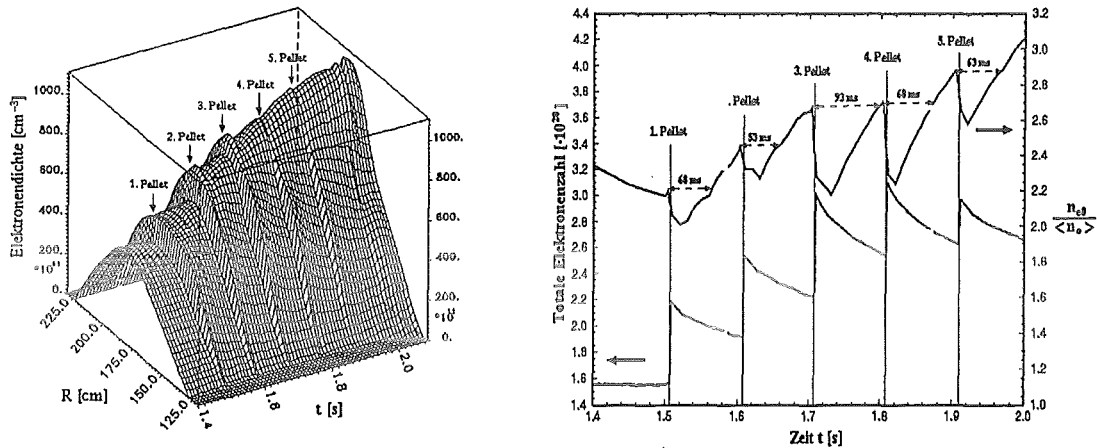 Elektronendichte [cm⁻³]
1000.
800.
600.
400.
200.
*10¹¹
0.
225.0
200.0
175.0
150.0
125.0
R [cm]
1. Pellet
2. Pellet
3. Pellet
4. Pellet
5. Pellet
1000.
800.
600.
400.
200.
0.
1.4
1.6
1.8
2.0
t [s]
Totale Elektronenzahl [*10²⁰]
4.4
4.2
4.0
3.8
3.6
3.4
3.2
3.0
2.8
2.6
2.4
2.2
2.0
1.8
1.6
1.4
1. Pellet
68 ms
. Pellet
53 ms
3. Pellet
93 ms
4. Pellet
68 ms
5. Pellet
63 ms
3.2
3.0
2.8
2.6
2.4
2.2
2.0
1.8
1.6
1.4
1.2
1.0
1.4
1.5
1.6
1.7
1.8
1.9
2.0
Zeit t [s]